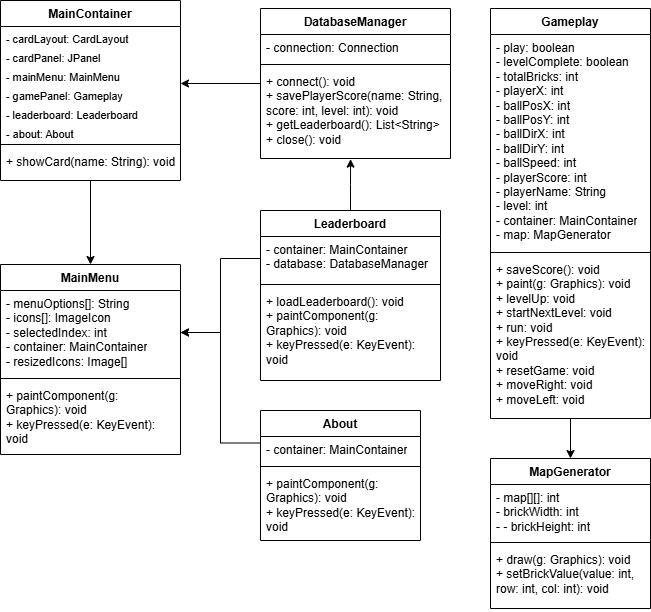 MainContainer
- cardLayout: CardLayout
- cardPanel: JPanel
- mainMenu: MainMenu
- gamePanel: Gameplay
- leaderboard: Leaderboard
- about: About
+ showCard(name: String): void
DatabaseManager
- connection: Connection
+ connect(): void
+ savePlayerScore(name: String,
score: int, level: int): void
+ getLeaderboard(): List<String>
+ close(): void
Gameplay
- play: boolean
- levelComplete: boolean
- totalBricks: int
- playerX: int
- ballPosX: int
- ballPosY: int
- ballDirX: int
- ballDirY: int
- ballSpeed: int
- playerScore: int
- playerName: String
- level: int
- container: MainContainer
- map: MapGenerator
+ saveScore(): void
+ paint(g: Graphics): void
+ levelUp: void
+ startNextLevel: void
+ run: void
+ keyPressed(e: KeyEvent):
void
+ resetGame: void
+ moveRight: void
+ moveLeft: void
MainMenu
- menuOptions[]: String
- icons[]: ImageIcon
- selectedIndex: int
- container: MainContainer
- resizedIcons: Image[]
+ paintComponent(g:
Graphics): void
+ keyPressed(e: KeyEvent):
void
Leaderboard
- container: MainContainer
- database: DatabaseManager
+ loadLeaderboard(): void
+ paintComponent(g:
Graphics): void
+ keyPressed(e: KeyEvent):
void
About
- container: MainContainer
+ paintComponent(g:
Graphics): void
+ keyPressed(e: KeyEvent):
void
MapGenerator
- map[][]: int
- brickWidth: int
- - brickHeight: int
+ draw(g: Graphics): void
+ setBrickValue(value: int,
row: int, col: int): void